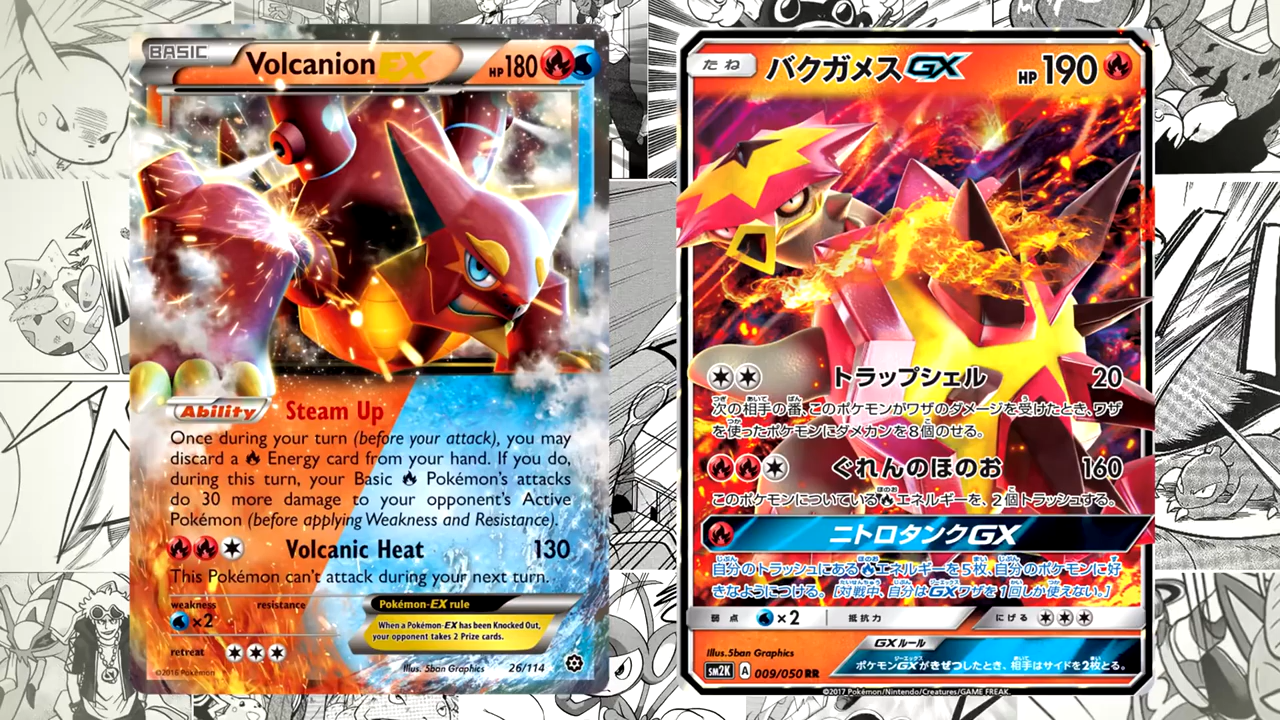 BASIC
Volcanion EX
HP180
Ability Steam Up
Once during your turn (before your attack), you may
discard a Energy card from your hand. If you do,
during this turn, your Basic Pokémon's attacks
do 30 more damage to your opponent's Active
Pokémon (before applying Weakness and Resistance).
Volcanic Heat 130
This Pokémon can't attack during your next turn.
weakness resistance
×2
Pokémon-EX rule
When a Pokémon-EX has been Knocked Out,
your opponent takes 2 Prize cards.
retreat
Illus. 5ban Graphics 26/114
©2016 Pokémon
たね
バクガメスGX
HP 190
トラップシェル 20
次の相手の番、このポケモンがワザのダメージを受けたとき、ワザ
を使ったポケモンにダメカンを8個のせる。
ぐれんのほのお 160
このポケモンについている エネルギーを、2個トラッシュする。
ニトロタンクGX
自分のトラッシュにある エネルギーを5枚、自分のポケモンに好
きなようにつける。[対戦中、自分はGXワザを1回しか使えない。]
弱点 ×2 抵抗力 にげる
GXルール
ポケモンGXがきぜつしたとき、相手はサイドを2枚とる。
Illus. 5ban Graphics
SM2K A 009/050 RR
©2017 Pokémon/Nintendo/Creatures/GAME FREAK.